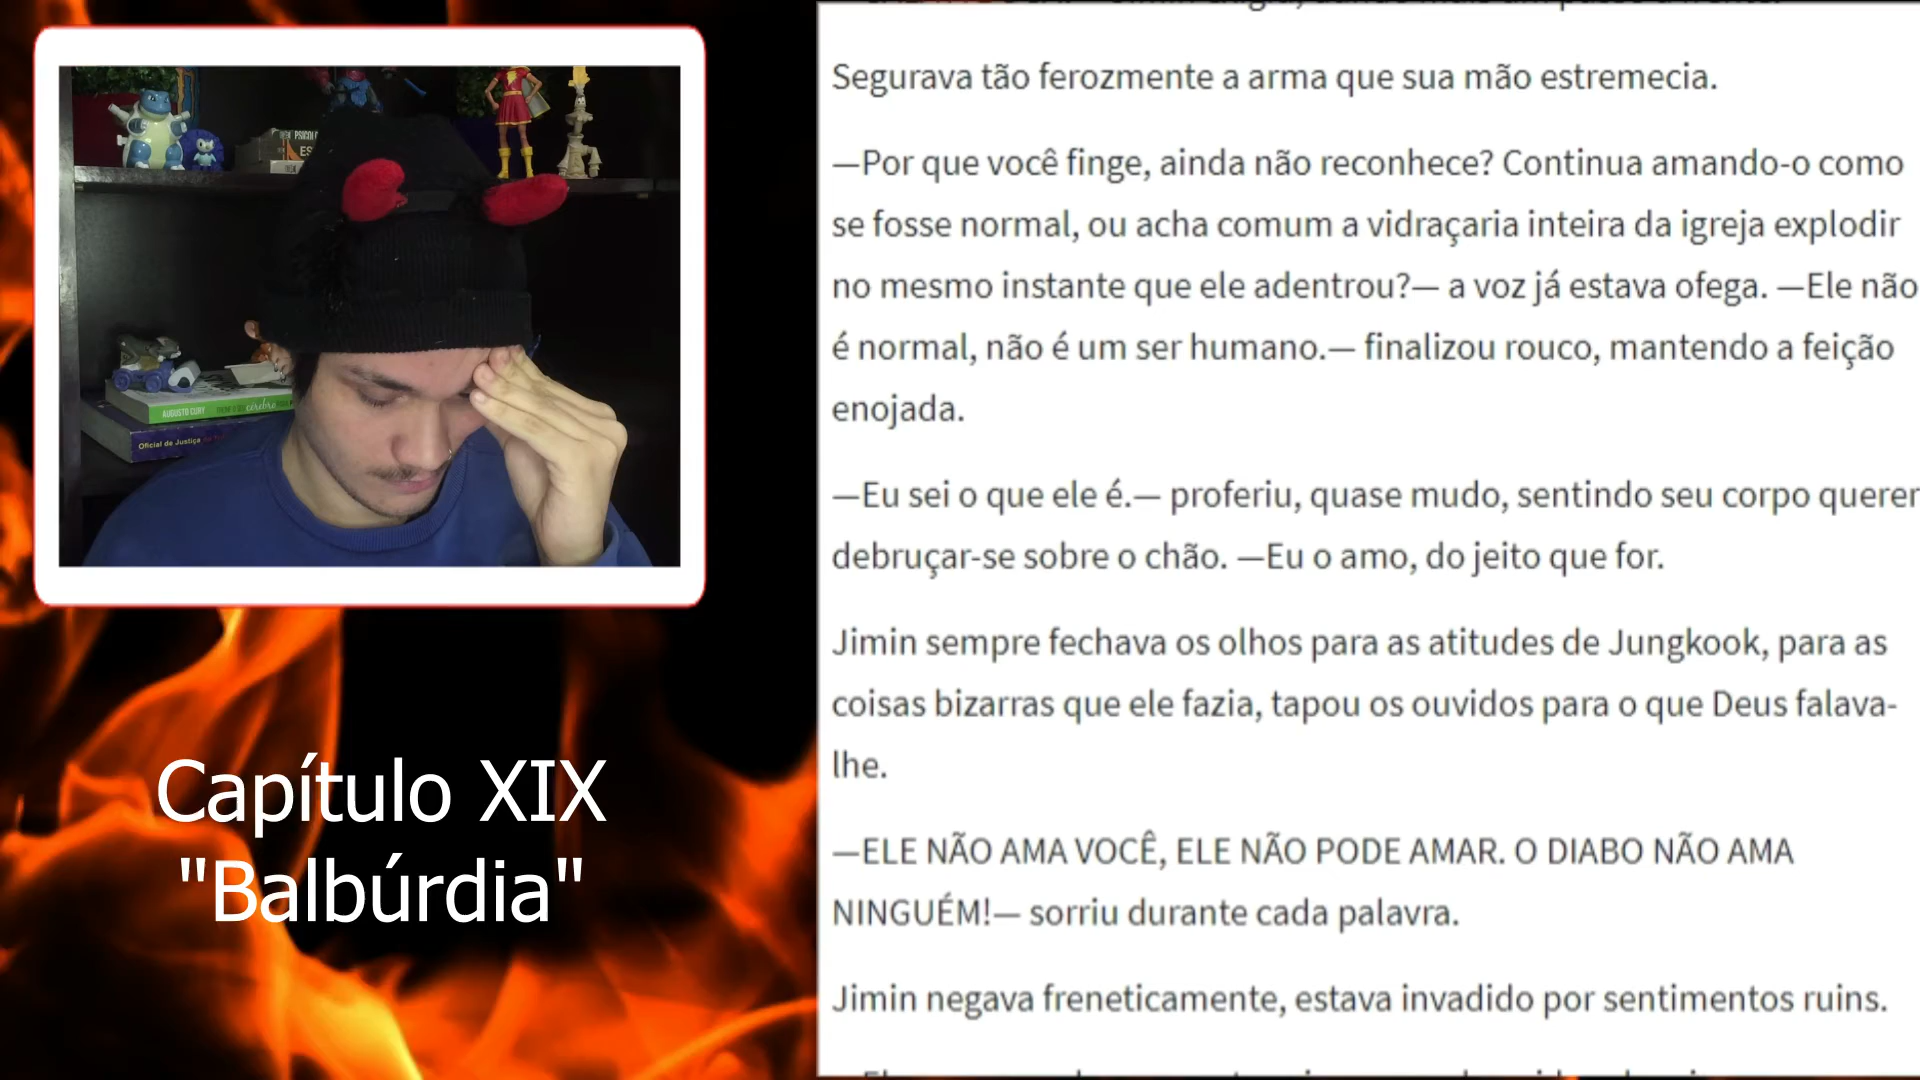 Segurava tão ferozmente a arma que sua mão estremecia.
—Por que você finge, ainda não reconhece? Continua amando-o como
se fosse normal, ou acha comum a vidraçaria inteira da igreja explodir
no mesmo instante que ele adentrou?— a voz já estava ofega. —Ele não
é normal, não é um ser humano.— finalizou rouco, mantendo a feição
enojada.
—Eu sei o que ele é.— proferiu, quase mudo, sentindo seu corpo querer
debruçar-se sobre o chão. —Eu o amo, do jeito que for.
Jimin sempre fechava os olhos para as atitudes de Jungkook, para as
coisas bizarras que ele fazia, tapou os ouvidos para o que Deus falava-
lhe.
—ELE NÃO AMA VOCÊ, ELE NÃO PODE AMAR. O DIABO NÃO AMA
NINGUÉM!— sorriu durante cada palavra.
Jimin negava freneticamente, estava invadido por sentimentos ruins.
Capítulo XIX
"Balbúrdia"
AUGUSTO CURY
cérebro
Oficial de Justiça